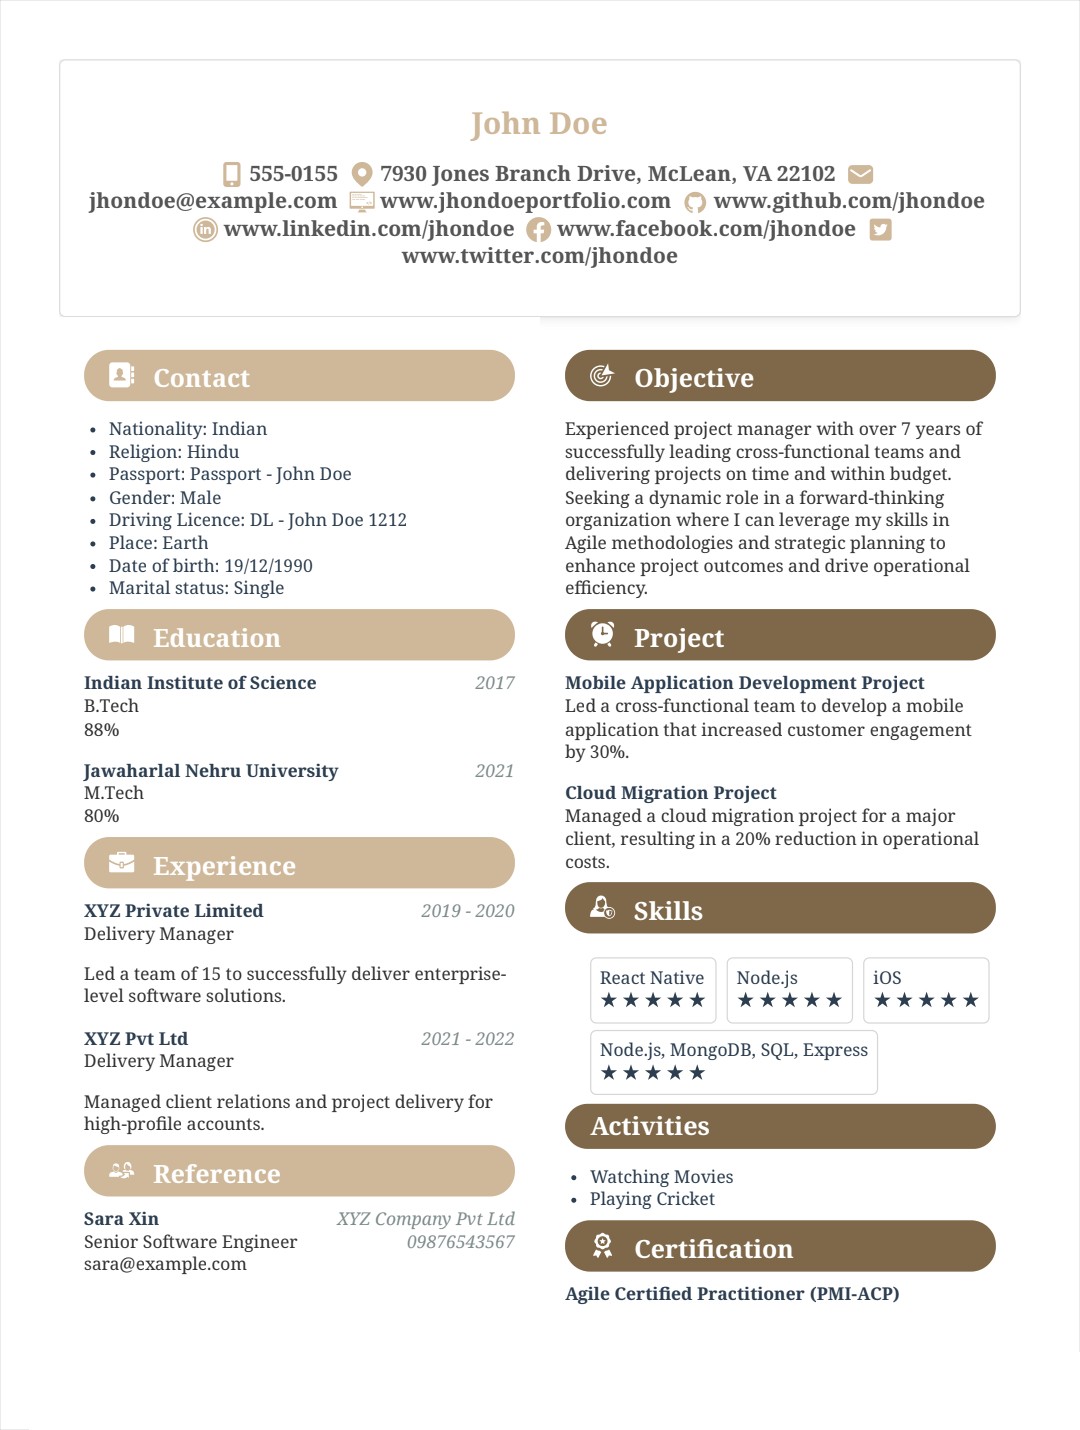 John Doe
555-0155 7930 Jones Branch Drive, McLean, VA 22102
jhondoe@example.com www.jhondoeportfolio.com www.github.com/jhondoe
www.linkedin.com/jhondoe www.facebook.com/jhondoe
www.twitter.com/jhondoe
Contact
• Nationality: Indian
• Religion: Hindu
• Passport: Passport - John Doe
• Gender: Male
• Driving Licence: DL - John Doe 1212
• Place: Earth
• Date of birth: 19/12/1990
• Marital status: Single
Education
Indian Institute of Science 2017
B.Tech
88%
Jawaharlal Nehru University 2021
M.Tech
80%
Experience
XYZ Private Limited 2019 - 2020
Delivery Manager
Led a team of 15 to successfully deliver enterprise-
level software solutions.
XYZ Pvt Ltd 2021 - 2022
Delivery Manager
Managed client relations and project delivery for
high-profile accounts.
Reference
Sara Xin XYZ Company Pvt Ltd
Senior Software Engineer 09876543567
sara@example.com
Objective
Experienced project manager with over 7 years of
successfully leading cross-functional teams and
delivering projects on time and within budget.
Seeking a dynamic role in a forward-thinking
organization where I can leverage my skills in
Agile methodologies and strategic planning to
enhance project outcomes and drive operational
efficiency.
Project
Mobile Application Development Project
Led a cross-functional team to develop a mobile
application that increased customer engagement
by 30%.
Cloud Migration Project
Managed a cloud migration project for a major
client, resulting in a 20% reduction in operational
costs.
Skills
React Native Node.js iOS
★★★★★ ★★★★★ ★★★★★
Node.js, MongoDB, SQL, Express
★★★★★
Activities
• Watching Movies
• Playing Cricket
Certification
Agile Certified Practitioner (PMI-ACP)